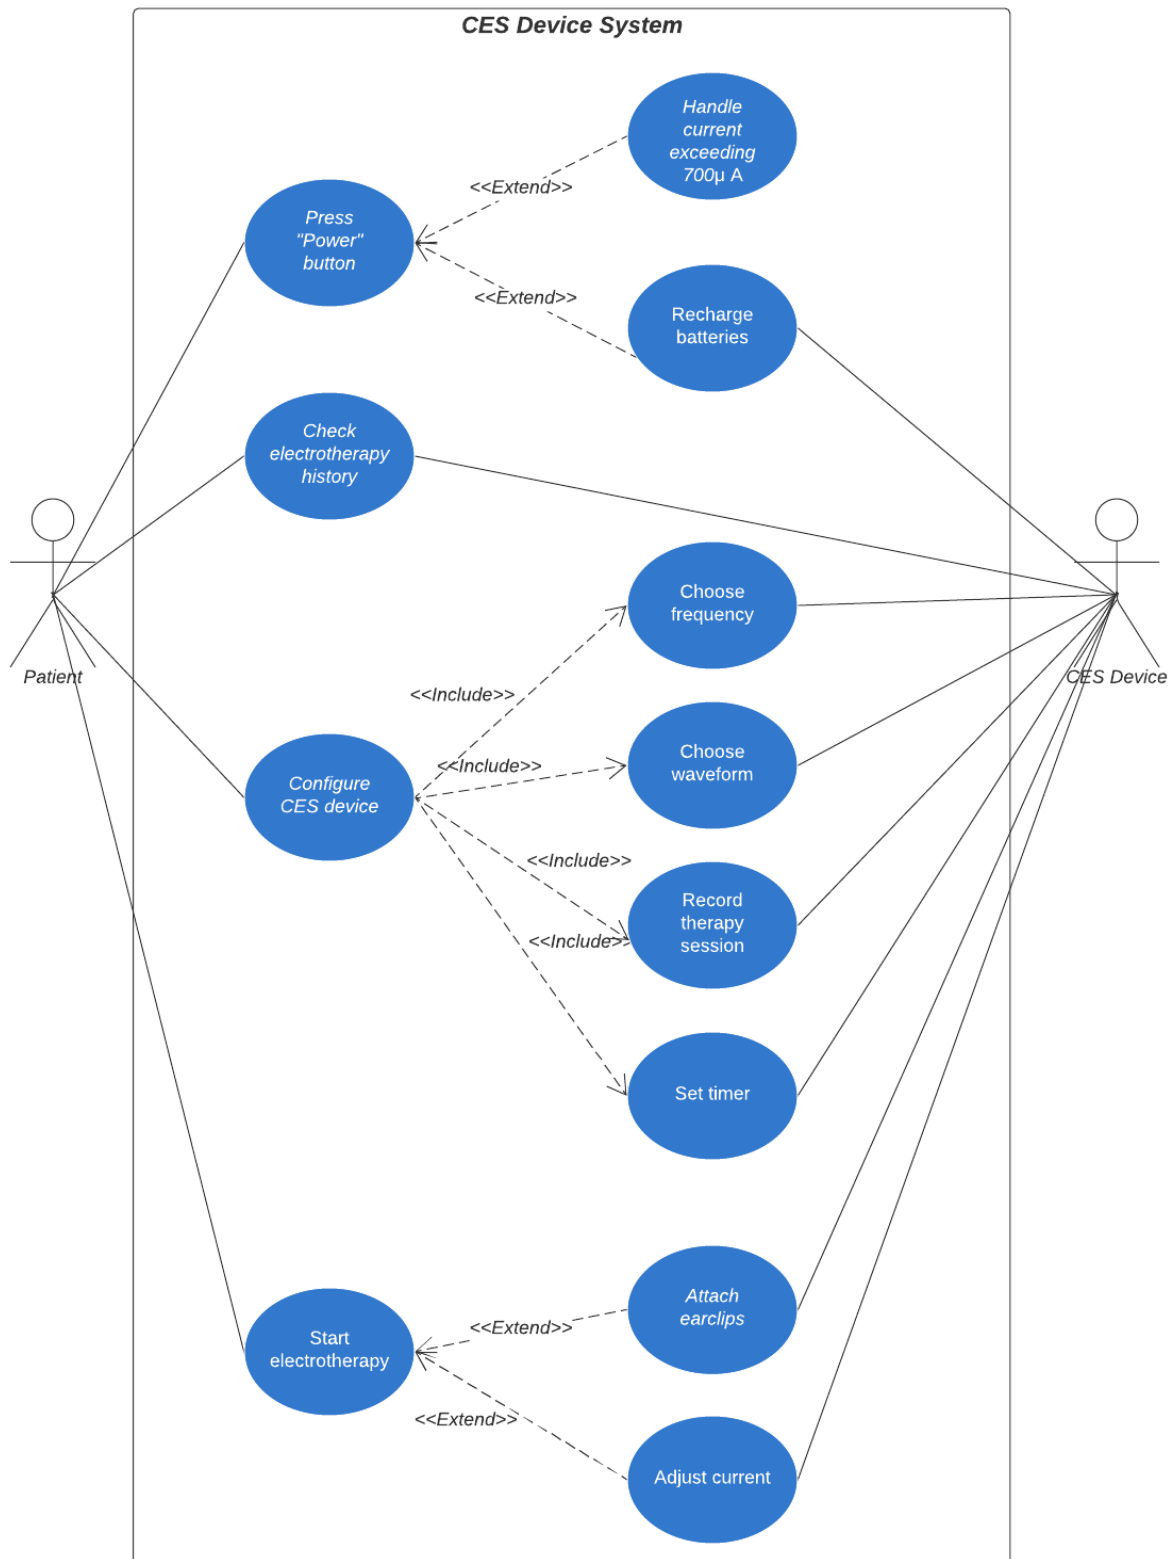 CES Device System
Handle
current
exceeding
700μ A
<<Extend>>
Press
"Power"
button
<<Extend>>
Recharge
batteries
Check
electrotherapy
history
Choose
frequency
Patient
CES Device
<<Include>>
Choose
waveform
<<Include>>
Configure
CES device
<<Include>>
Record
therapy
session
<<Include>>
Set timer
Attach
earclips
<<Extend>>
Start
electrotherapy
<<Extend>>
Adjust current